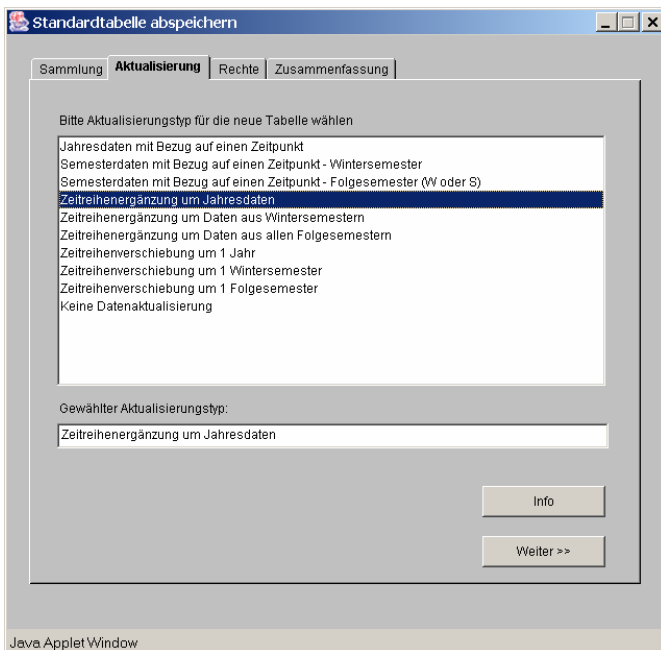 Standardtabelle abspeichern
Sammlung Aktualisierung Rechte Zusammenfassung
Bitte Aktualisierungstyp für die neue Tabelle wählen
Jahresdaten mit Bezug auf einen Zeitpunkt
Semesterdaten mit Bezug auf einen Zeitpunkt - Wintersemester
Semesterdaten mit Bezug auf einen Zeitpunkt - Folgesemester (W oder S)
Zeitreihenergänzung um Jahresdaten
Zeitreihenergänzung um Daten aus Wintersemestern
Zeitreihenergänzung um Daten aus allen Folgesemestern
Zeitreihenverschiebung um 1 Jahr
Zeitreihenverschiebung um 1 Wintersemester
Zeitreihenverschiebung um 1 Folgesemester
Keine Datenaktualisierung
Gewählter Aktualisierungstyp:
Zeitreihenergänzung um Jahresdaten
Info
Weiter >>
Java Applet Window